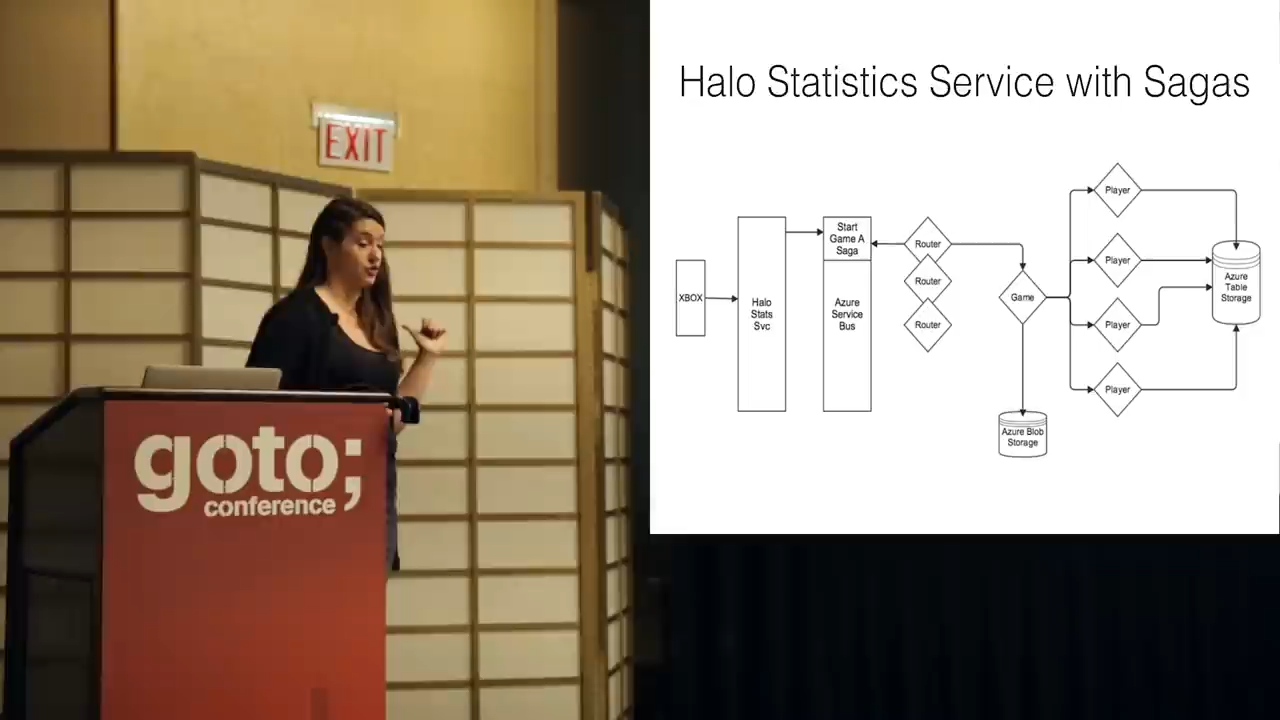 EXIT
goto;
conference
Halo Statistics Service with Sagas
XBOX
Halo
Stats
Svc
Start
Game A
Saga
Azure
Service
Bus
Router
Router
Router
Game
Azure Blob
Storage
Player
Player
Player
Player
Azure
Table
Storage